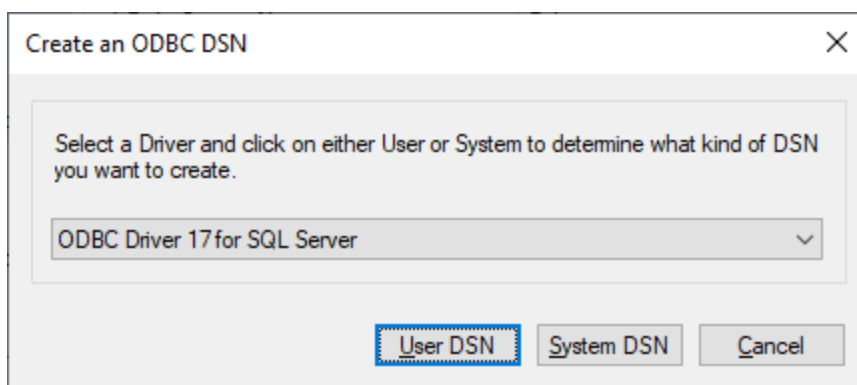 Create an ODBC DSN
Select a Driver and click on either User or System to determine what kind of DSN
you want to create.
ODBC Driver 17 for SQL Server
User DSN
System DSN
Cancel